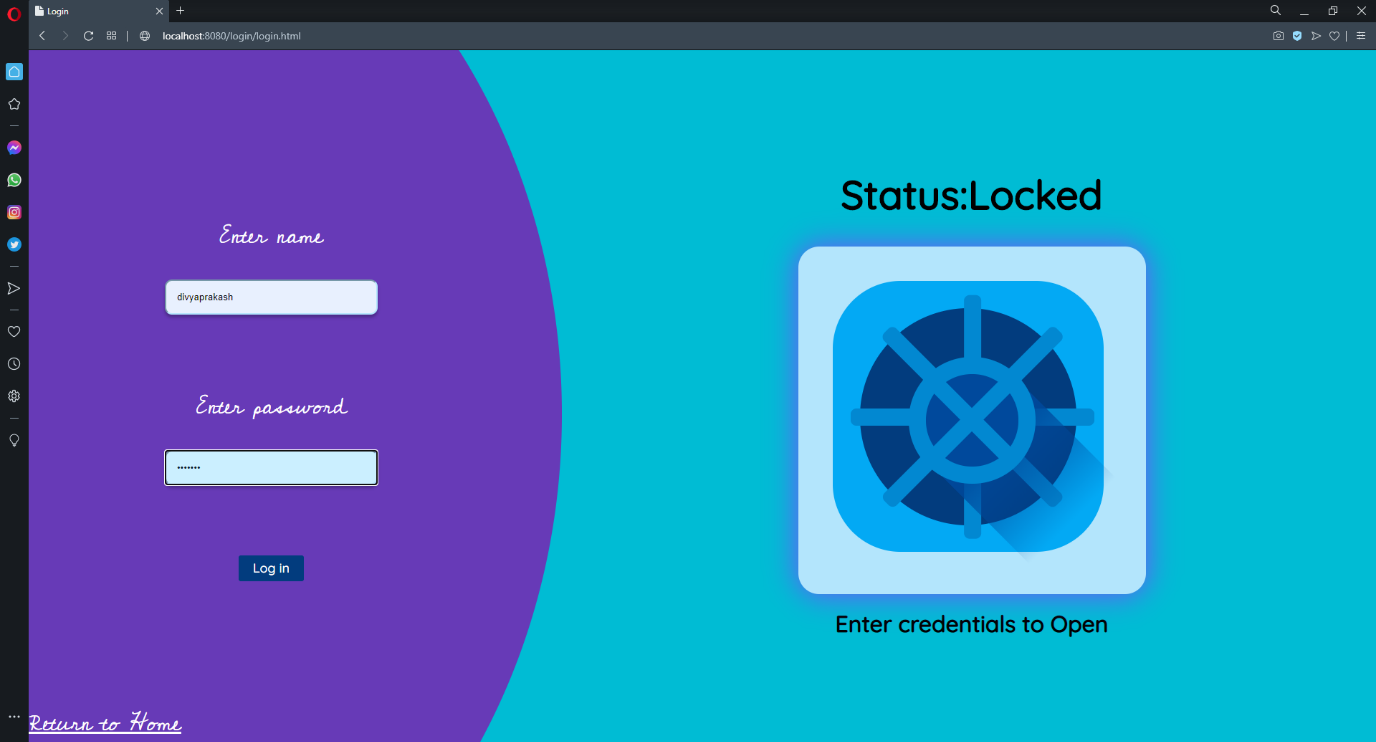 Login
localhost:8080/login/login.html
Enter name
divyaprakash
Enter password
•••••••
Log in
Return to Home
Status:Locked
Enter credentials to Open